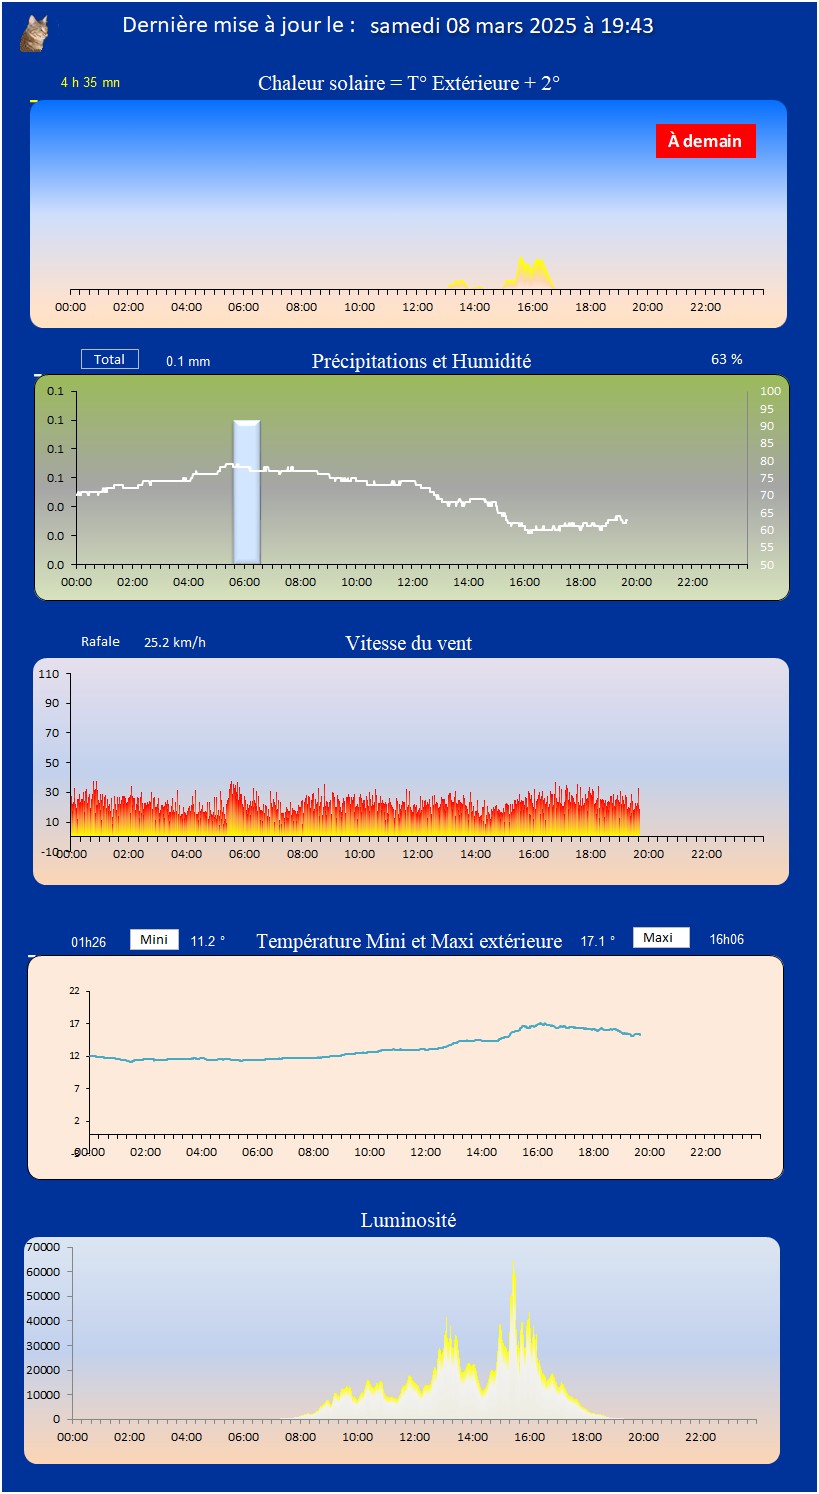 Dernière mise à jour le : samedi 08 mars 2025 à 19:43
4 h 35 mn Chaleur solaire = T° Extérieure + 2°
À demain
00:00 02:00 04:00 06:00 08:00 10:00 12:00 14:00 16:00 18:00 20:00 22:00
Total 0.1 mm Précipitations et Humidité 63 %
0.1 100
95
0.1 90
85
0.1 80
0.1 75
70
0.0 65
0.0 60
55
0.0 50
00:00 02:00 04:00 06:00 08:00 10:00 12:00 14:00 16:00 18:00 20:00 22:00
Rafale 25.2 km/h Vitesse du vent
110
90
70
50
30
10
-10
00:00 02:00 04:00 06:00 08:00 10:00 12:00 14:00 16:00 18:00 20:00 22:00
01h26 Mini 11.2 ° Température Mini et Maxi extérieure 17.1 ° Maxi 16h06
22
17
12
7
2
-3
00:00 02:00 04:00 06:00 08:00 10:00 12:00 14:00 16:00 18:00 20:00 22:00
Luminosité
70000
60000
50000
40000
30000
20000
10000
0
00:00 02:00 04:00 06:00 08:00 10:00 12:00 14:00 16:00 18:00 20:00 22:00